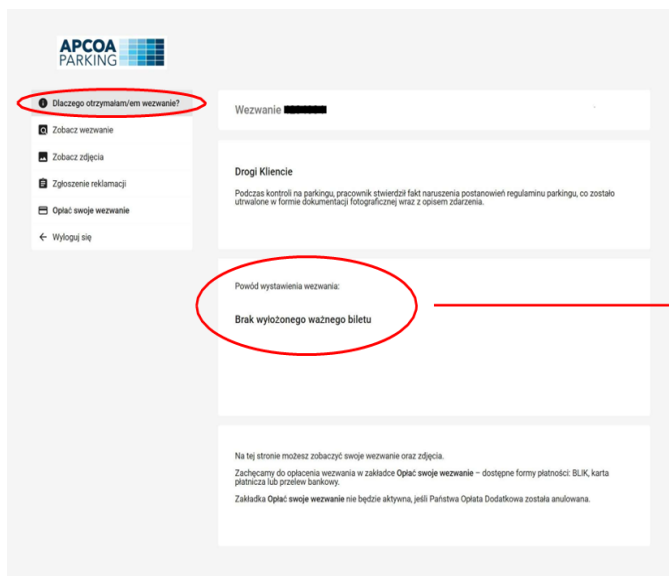 APCOA
PARKING
Dlaczego otrzymałam/em wezwanie?
Zobacz wezwanie
Zobacz zdjęcia
Zgłoszenie reklamacji
Opłać swoje wezwanie
Wyloguj się
Wezwanie
Drogi Kliencie
Podczas kontroli na parkingu, pracownik stwierdził fakt naruszenia postanowień regulaminu parkingu, co zostało
utrwalone w formie dokumentacji fotograficznej wraz z opisem zdarzenia.
Powód wystawienia wezwania:
Brak wyłożonego ważnego biletu
Na tej stronie możesz zobaczyć swoje wezwanie oraz zdjęcia.
Zachęcamy do opłacenia wezwania w zakładce Opłać swoje wezwanie – dostępne formy płatności: BLIK, karta
płatnicza lub przelew bankowy.
Zakładka Opłać swoje wezwanie nie będzie aktywna, jeśli Państwa Opłata Dodatkowa została anulowana.